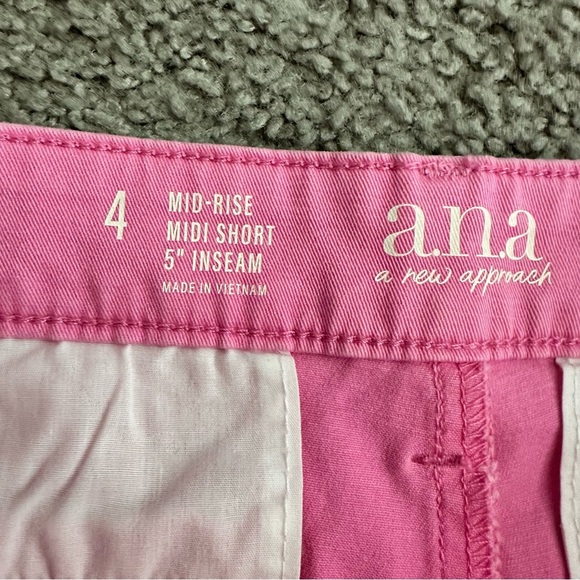 4
MID-RISE
MIDI SHORT
5" INSEAM
MADE IN VIETNAM
a.n.a
a new approach